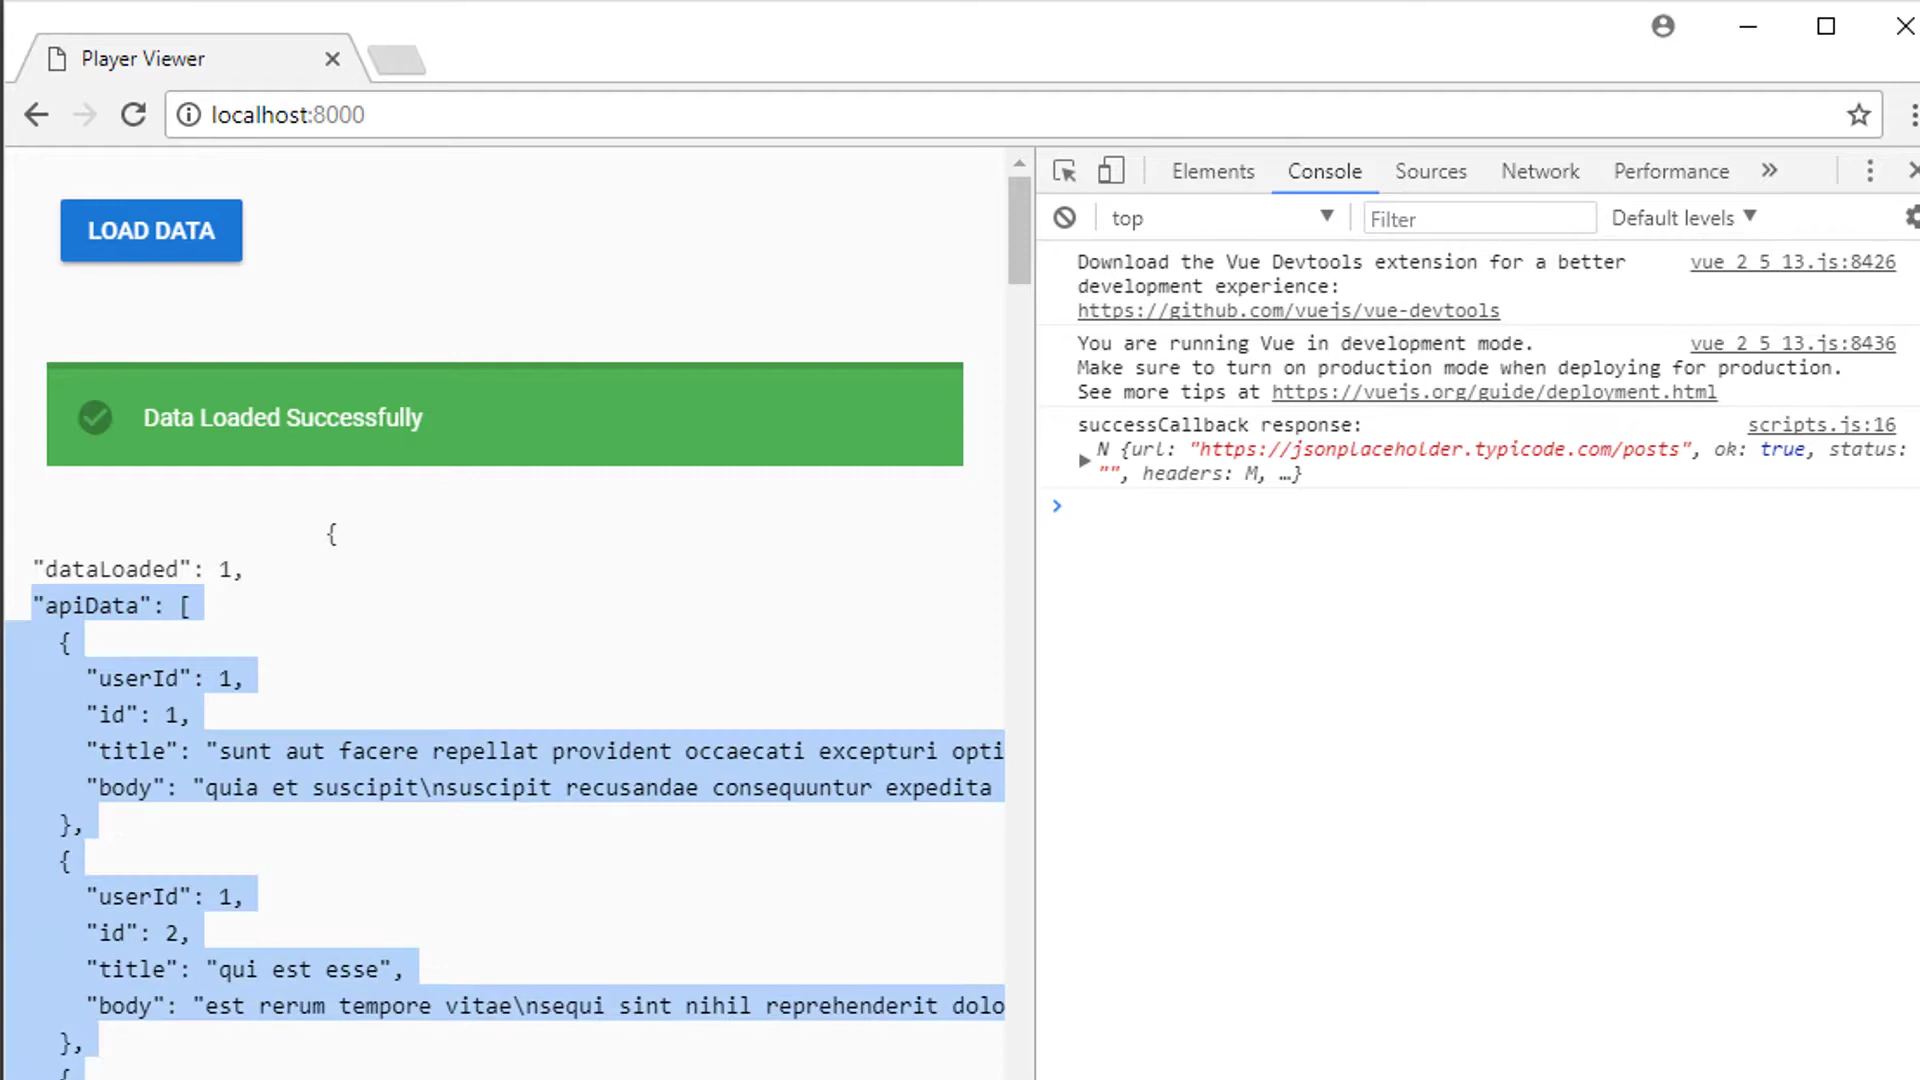 Player Viewer
localhost:8000
LOAD DATA
Data Loaded Successfully
{
"dataLoaded": 1,
"apiData": [
{
"userId": 1,
"id": 1,
"title": "sunt aut facere repellat provident occaecati excepturi opti
"body": "quia et suscipit\nsuscipit recusandae consequuntur expedita
},
{
"userId": 1,
"id": 2,
"title": "qui est esse",
"body": "est rerum tempore vitae\nsequi sint nihil reprehenderit dolo
},
{
Elements Console Sources Network Performance »
top Filter Default levels
Download the Vue Devtools extension for a better vue 2 5 13.js:8426
development experience:
https://github.com/vuejs/vue-devtools
You are running Vue in development mode. vue 2 5 13.js:8436
Make sure to turn on production mode when deploying for production.
See more tips at https://vuejs.org/guide/deployment.html
successCallback response: scripts.js:16
N {url: "https://jsonplaceholder.typicode.com/posts", ok: true, status:
"", headers: M, …}